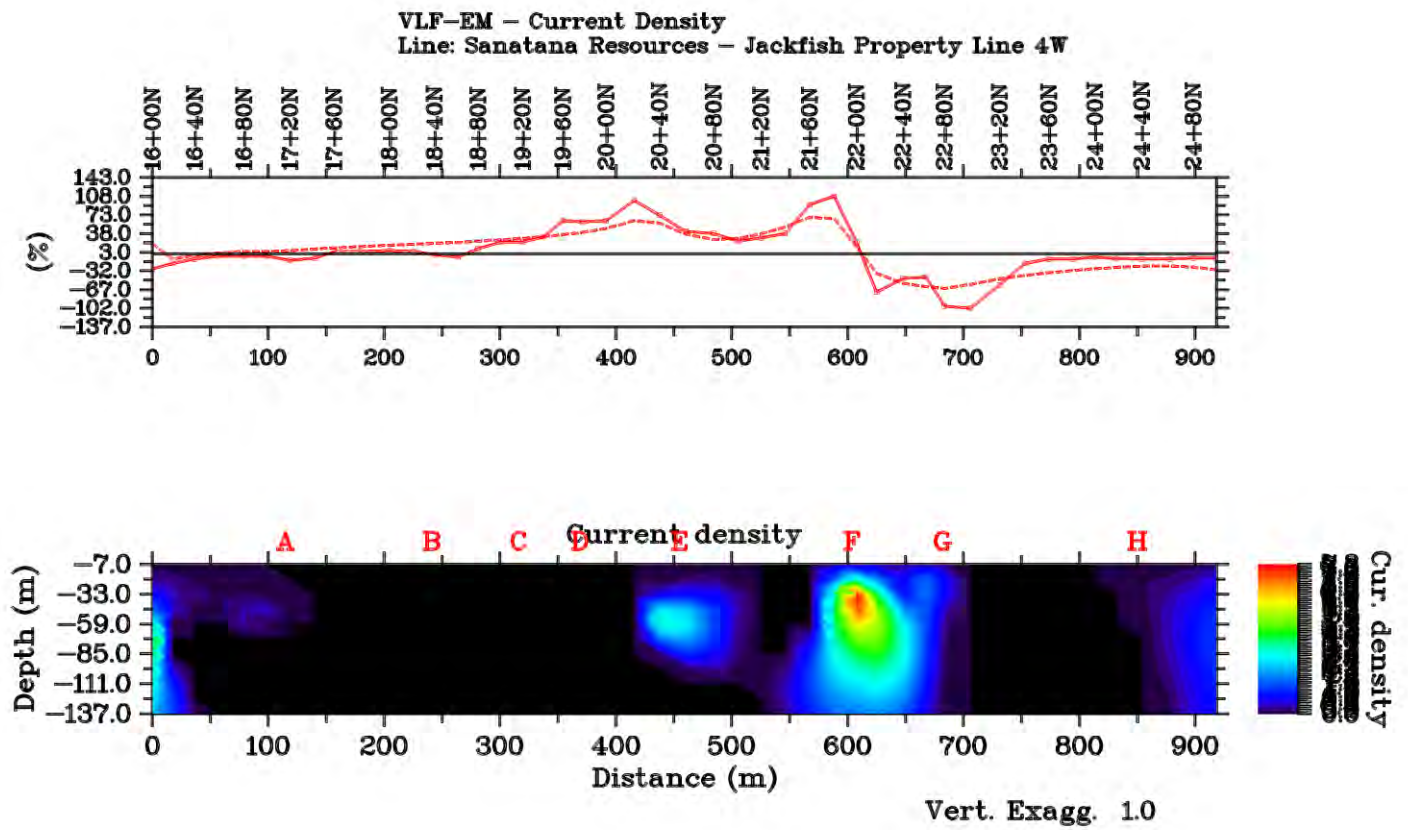 VLF-EM - Current Density
Line: Sanatana Resources - Jackfish Property Line 4W
16+00N 16+40N 16+80N 17+20N 17+60N 18+00N 18+40N 18+80N 19+20N 19+60N 20+00N 20+40N 20+80N 21+20N 21+60N 22+00N 22+40N 22+80N 23+20N 23+60N 24+00N 24+40N 24+80N
143.0
108.0
73.0
38.0
3.0
-32.0
-67.0
-102.0
-137.0
(%)
0 100 200 300 400 500 600 700 800 900
Current density
A B C D E F G H
-7.0
-33.0
-59.0
-85.0
-111.0
-137.0
Depth (m)
0 100 200 300 400 500 600 700 800 900
Distance (m)
Cur. density
Vert. Exagg. 1.0